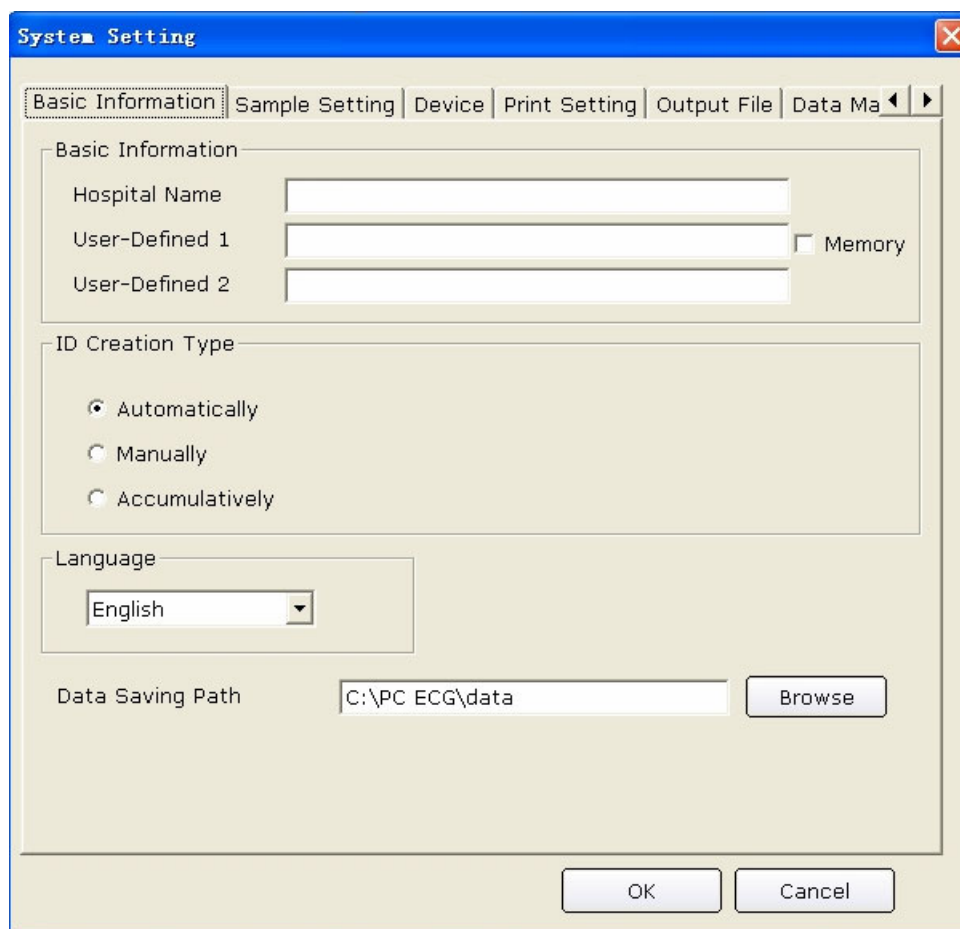 System Setting
Basic Information Sample Setting Device Print Setting Output File Data Ma
Basic Information
Hospital Name
User-Defined 1 Memory
User-Defined 2
ID Creation Type
Automatically
Manually
Accumulatively
Language
English
Data Saving Path C:\PC ECG\data Browse
OK Cancel